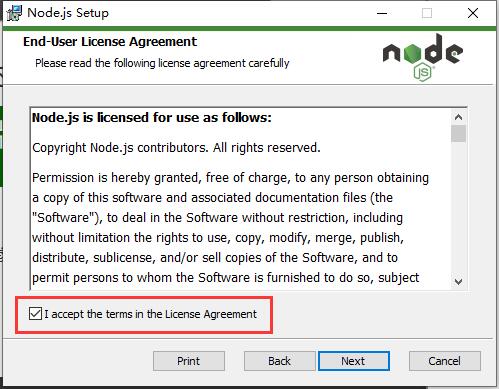 Node.js Setup
End-User License Agreement
Please read the following license agreement carefully
node
JS
Node.js is licensed for use as follows:
Copyright Node.js contributors. All rights reserved.
Permission is hereby granted, free of charge, to any person obtaining
a copy of this software and associated documentation files (the
"Software"), to deal in the Software without restriction, including
without limitation the rights to use, copy, modify, merge, publish,
distribute, sublicense, and/or sell copies of the Software, and to
permit persons to whom the Software is furnished to do so, subject
I accept the terms in the License Agreement
Print Back Next Cancel